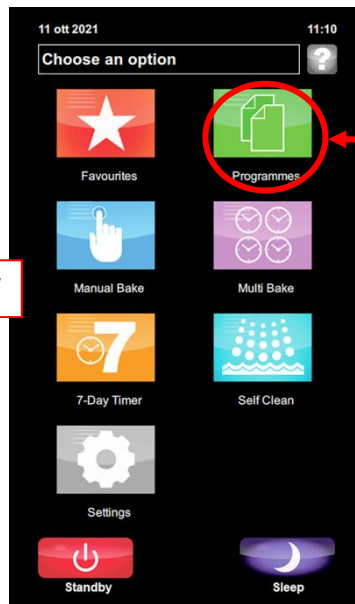 11 ott 2021 11:10
Choose an option ?
Favourites Programmes
Manual Bake Multi Bake
7
7-Day Timer Self Clean
Settings
Standby Sleep